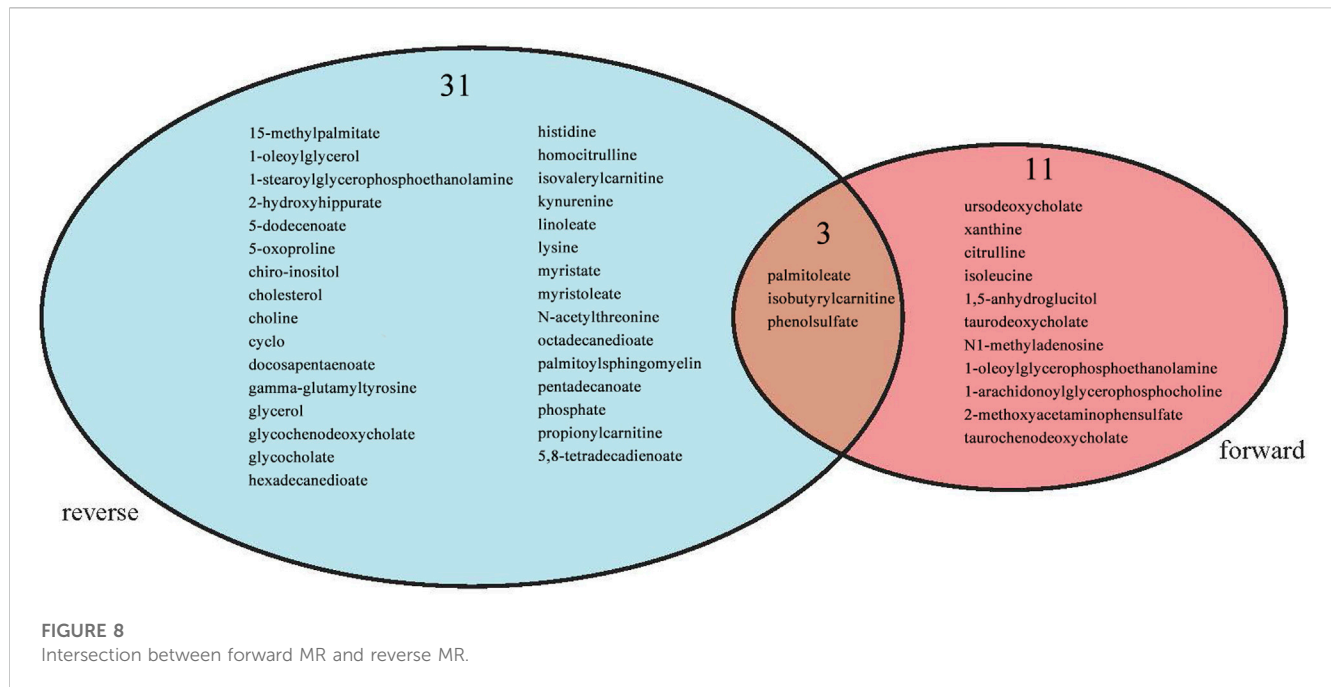 31
15-methylpalmitate
1-oleoylglycerol
1-stearoylglycerophosphoethanolamine
2-hydroxyhippurate
5-dodecenoate
5-oxoproline
chiro-inositol
cholesterol
choline
cyclo
docosapentaenoate
gamma-glutamyltyrosine
glycerol
glycochenodeoxycholate
glycocholate
hexadecanedioate
histidine
homocitrulline
isovalerylcarnitine
kynurenine
linoleate
lysine
myristate
myristoleate
N-acetylthreonine
octadecanedioate
palmitoylsphingomyelin
pentadecanoate
phosphate
propionylcarnitine
5,8-tetradecadienoate
reverse
3
palmitoleate
isobutyrylcarnitine
phenolsulfate
11
ursodeoxycholate
xanthine
citrulline
isoleucine
1,5-anhydroglucitol
taurodeoxycholate
N1-methyladenosine
1-oleoylglycerophosphoethanolamine
1-arachidonoylglycerophosphocholine
2-methoxyacetaminophensulfate
taurochenodeoxycholate
forward
FIGURE 8
Intersection between forward MR and reverse MR.